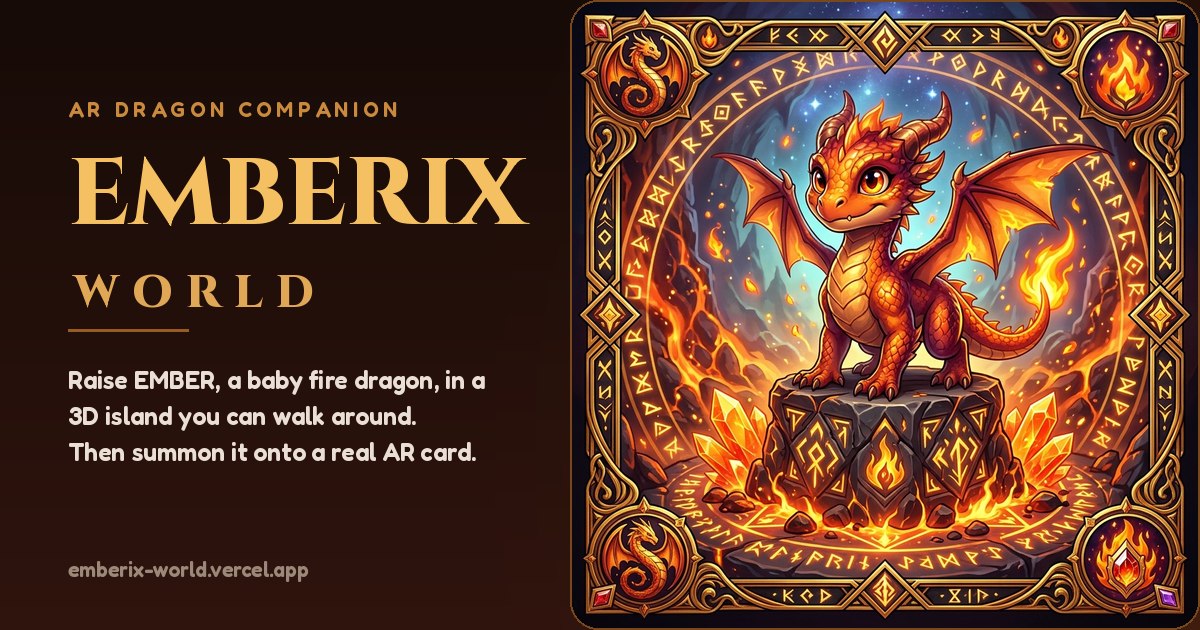 AR DRAGON COMPANION
EMBERIX
WORLD
Raise EMBER, a baby fire dragon, in a
3D island you can walk around.
Then summon it onto a real AR card.
emberix-world.vercel.app